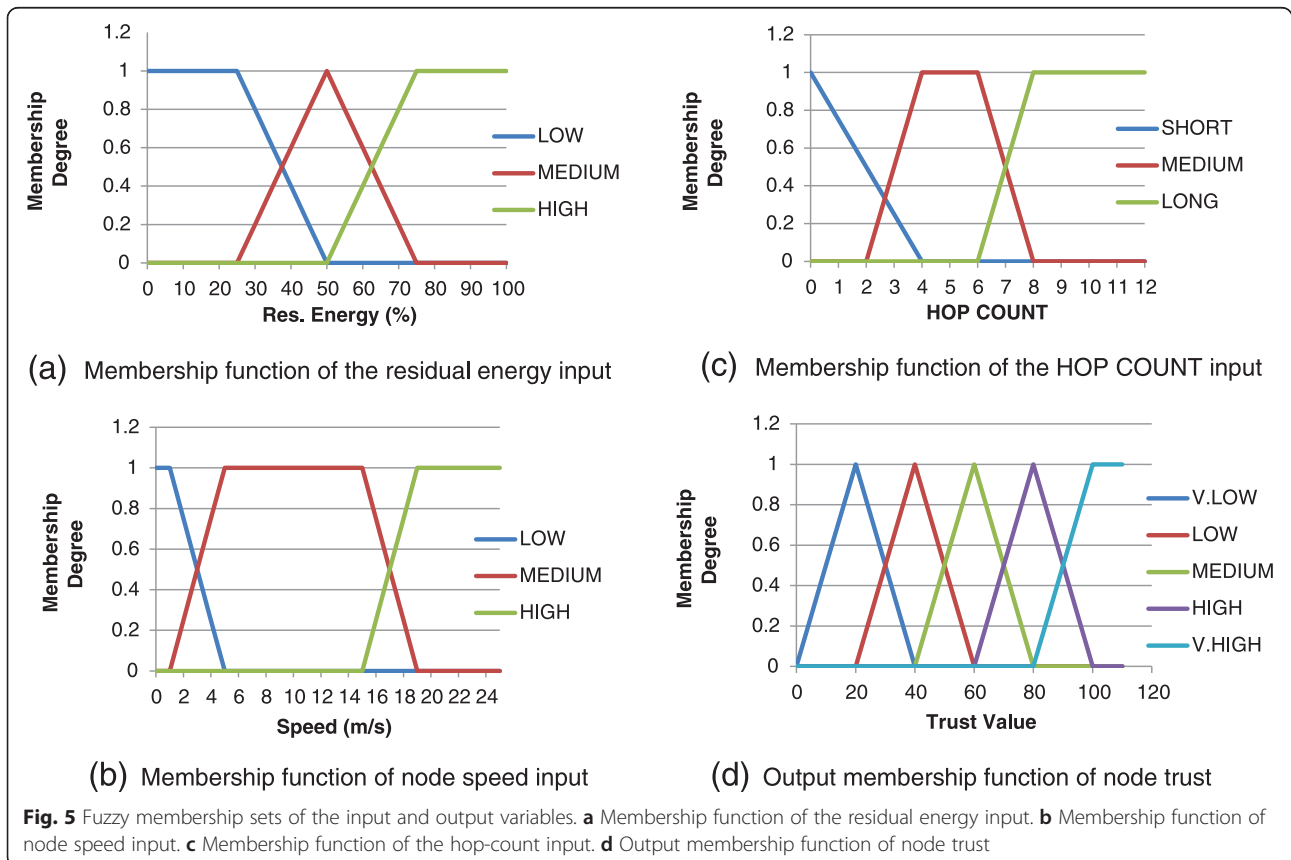 1.2
1
0.8
0.6
0.4
0.2
0
Membership Degree
0 10 20 30 40 50 60 70 80 90 100
Res. Energy (%)
LOW
MEDIUM
HIGH
(a) Membership function of the residual energy input
1.2
1
0.8
0.6
0.4
0.2
0
Membership Degree
0 1 2 3 4 5 6 7 8 9 10 11 12
HOP COUNT
SHORT
MEDIUM
LONG
(c) Membership function of the HOP COUNT input
1.2
1
0.8
0.6
0.4
0.2
0
Membership Degree
0 2 4 6 8 10 12 14 16 18 20 22 24
Speed (m/s)
LOW
MEDIUM
HIGH
(b) Membership function of node speed input
1.2
1
0.8
0.6
0.4
0.2
0
Membership Degree
0 20 40 60 80 100 120
Trust Value
V.LOW
LOW
MEDIUM
HIGH
V.HIGH
(d) Output membership function of node trust
Fig. 5 Fuzzy membership sets of the input and output variables. a Membership function of the residual energy input. b Membership function of
node speed input. c Membership function of the hop-count input. d Output membership function of node trust